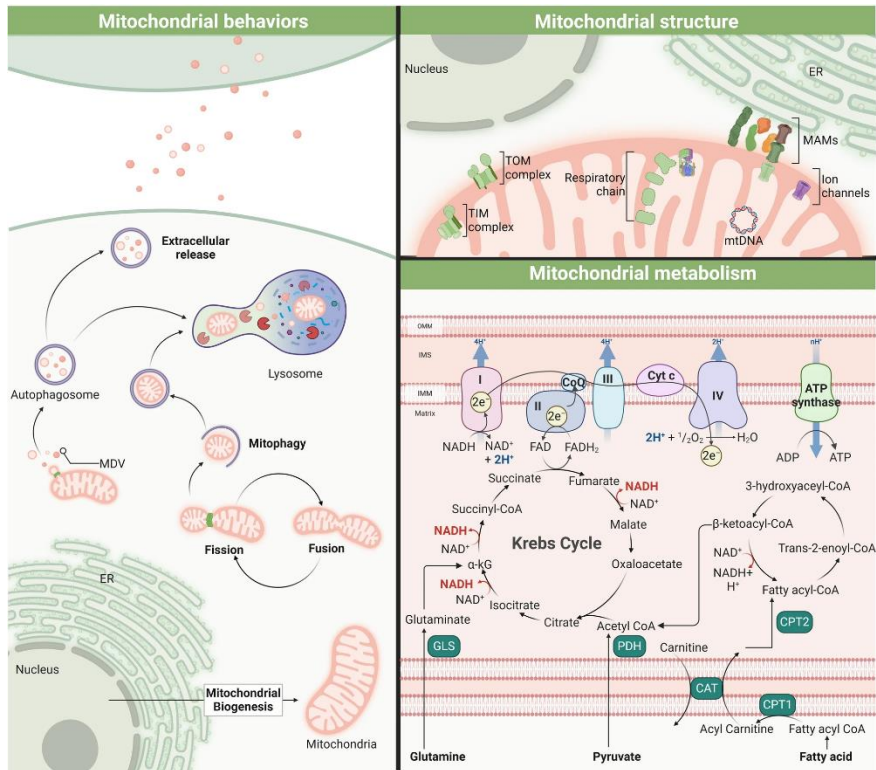 Mitochondrial behaviors
Extracellular
release
Lysosome
Autophagosome
Mitophagy
MDV
Fission
Fusion
ER
Nucleus
Mitochondrial
Biogenesis
Mitochondria
Mitochondrial structure
Nucleus
ER
MAMs
TOM
complex
Respiratory
chain
Ion
channels
TIM
complex
mtDNA
Mitochondrial metabolism
OMM
4H⁺
4H⁺
2H⁺
nH⁺
IMS
I
CoQ
III
Cyt c
IV
ATP
synthase
IMM
2e⁻
II
2e⁻
Matrix
NADH
NAD⁺
+ 2H⁺
FAD
FADH₂
2H⁺ + ¹/₂O₂
H₂O
2e⁻
ADP
ATP
Succinate
Fumarate
NADH
NAD⁺
Succinyl-CoA
Malate
NADH
NAD⁺
Krebs Cycle
Oxaloacetate
α-kG
NADH
NAD⁺
Isocitrate
Citrate
Acetyl CoA
3-hydroxyaceyl-CoA
β-ketoacyl-CoA
Trans-2-enoyl-CoA
NAD⁺
NADH+
H⁺
Fatty acyl-CoA
Glutaminate
GLS
PDH
CPT2
Carnitine
CAT
CPT1
Acyl Carnitine
Fatty acyl CoA
Glutamine
Pyruvate
Fatty acid